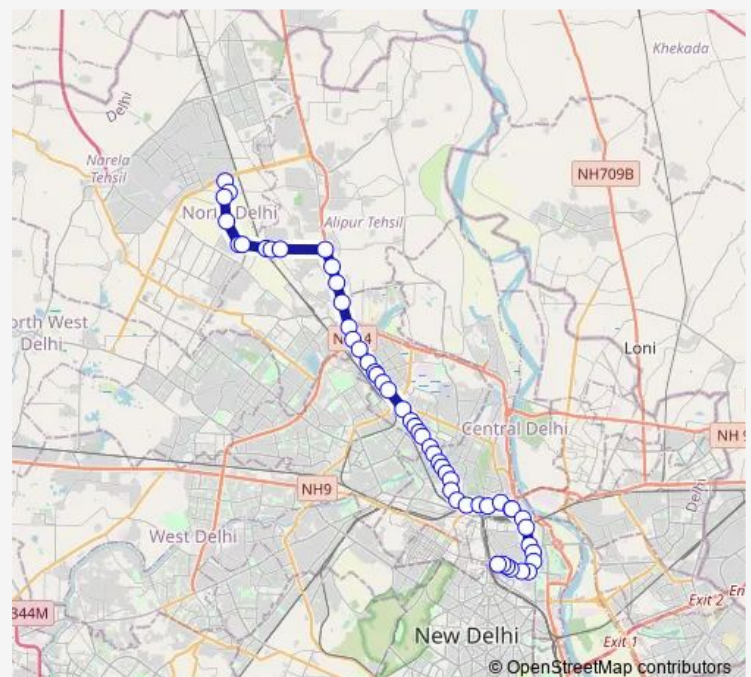 Khekada
Delhi
Narela
Tehsil
NH709B
North Delhi
Alipur Tehsil
orth West
Delhi
Loni
Central Delhi
NH 9
NH9
West Delhi
Delhi
344M
New Delhi
Exit 2
En
Exit 1
© OpenStreetMap contributors